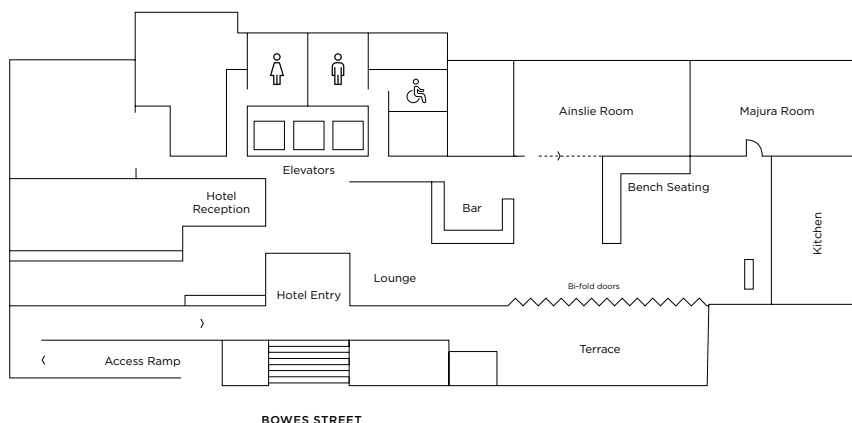 Ainslie Room
Majura Room
Elevators
Bench Seating
Hotel
Reception
Bar
Kitchen
Lounge
Bi-fold doors
Hotel Entry
Terrace
Access Ramp
BOWES STREET